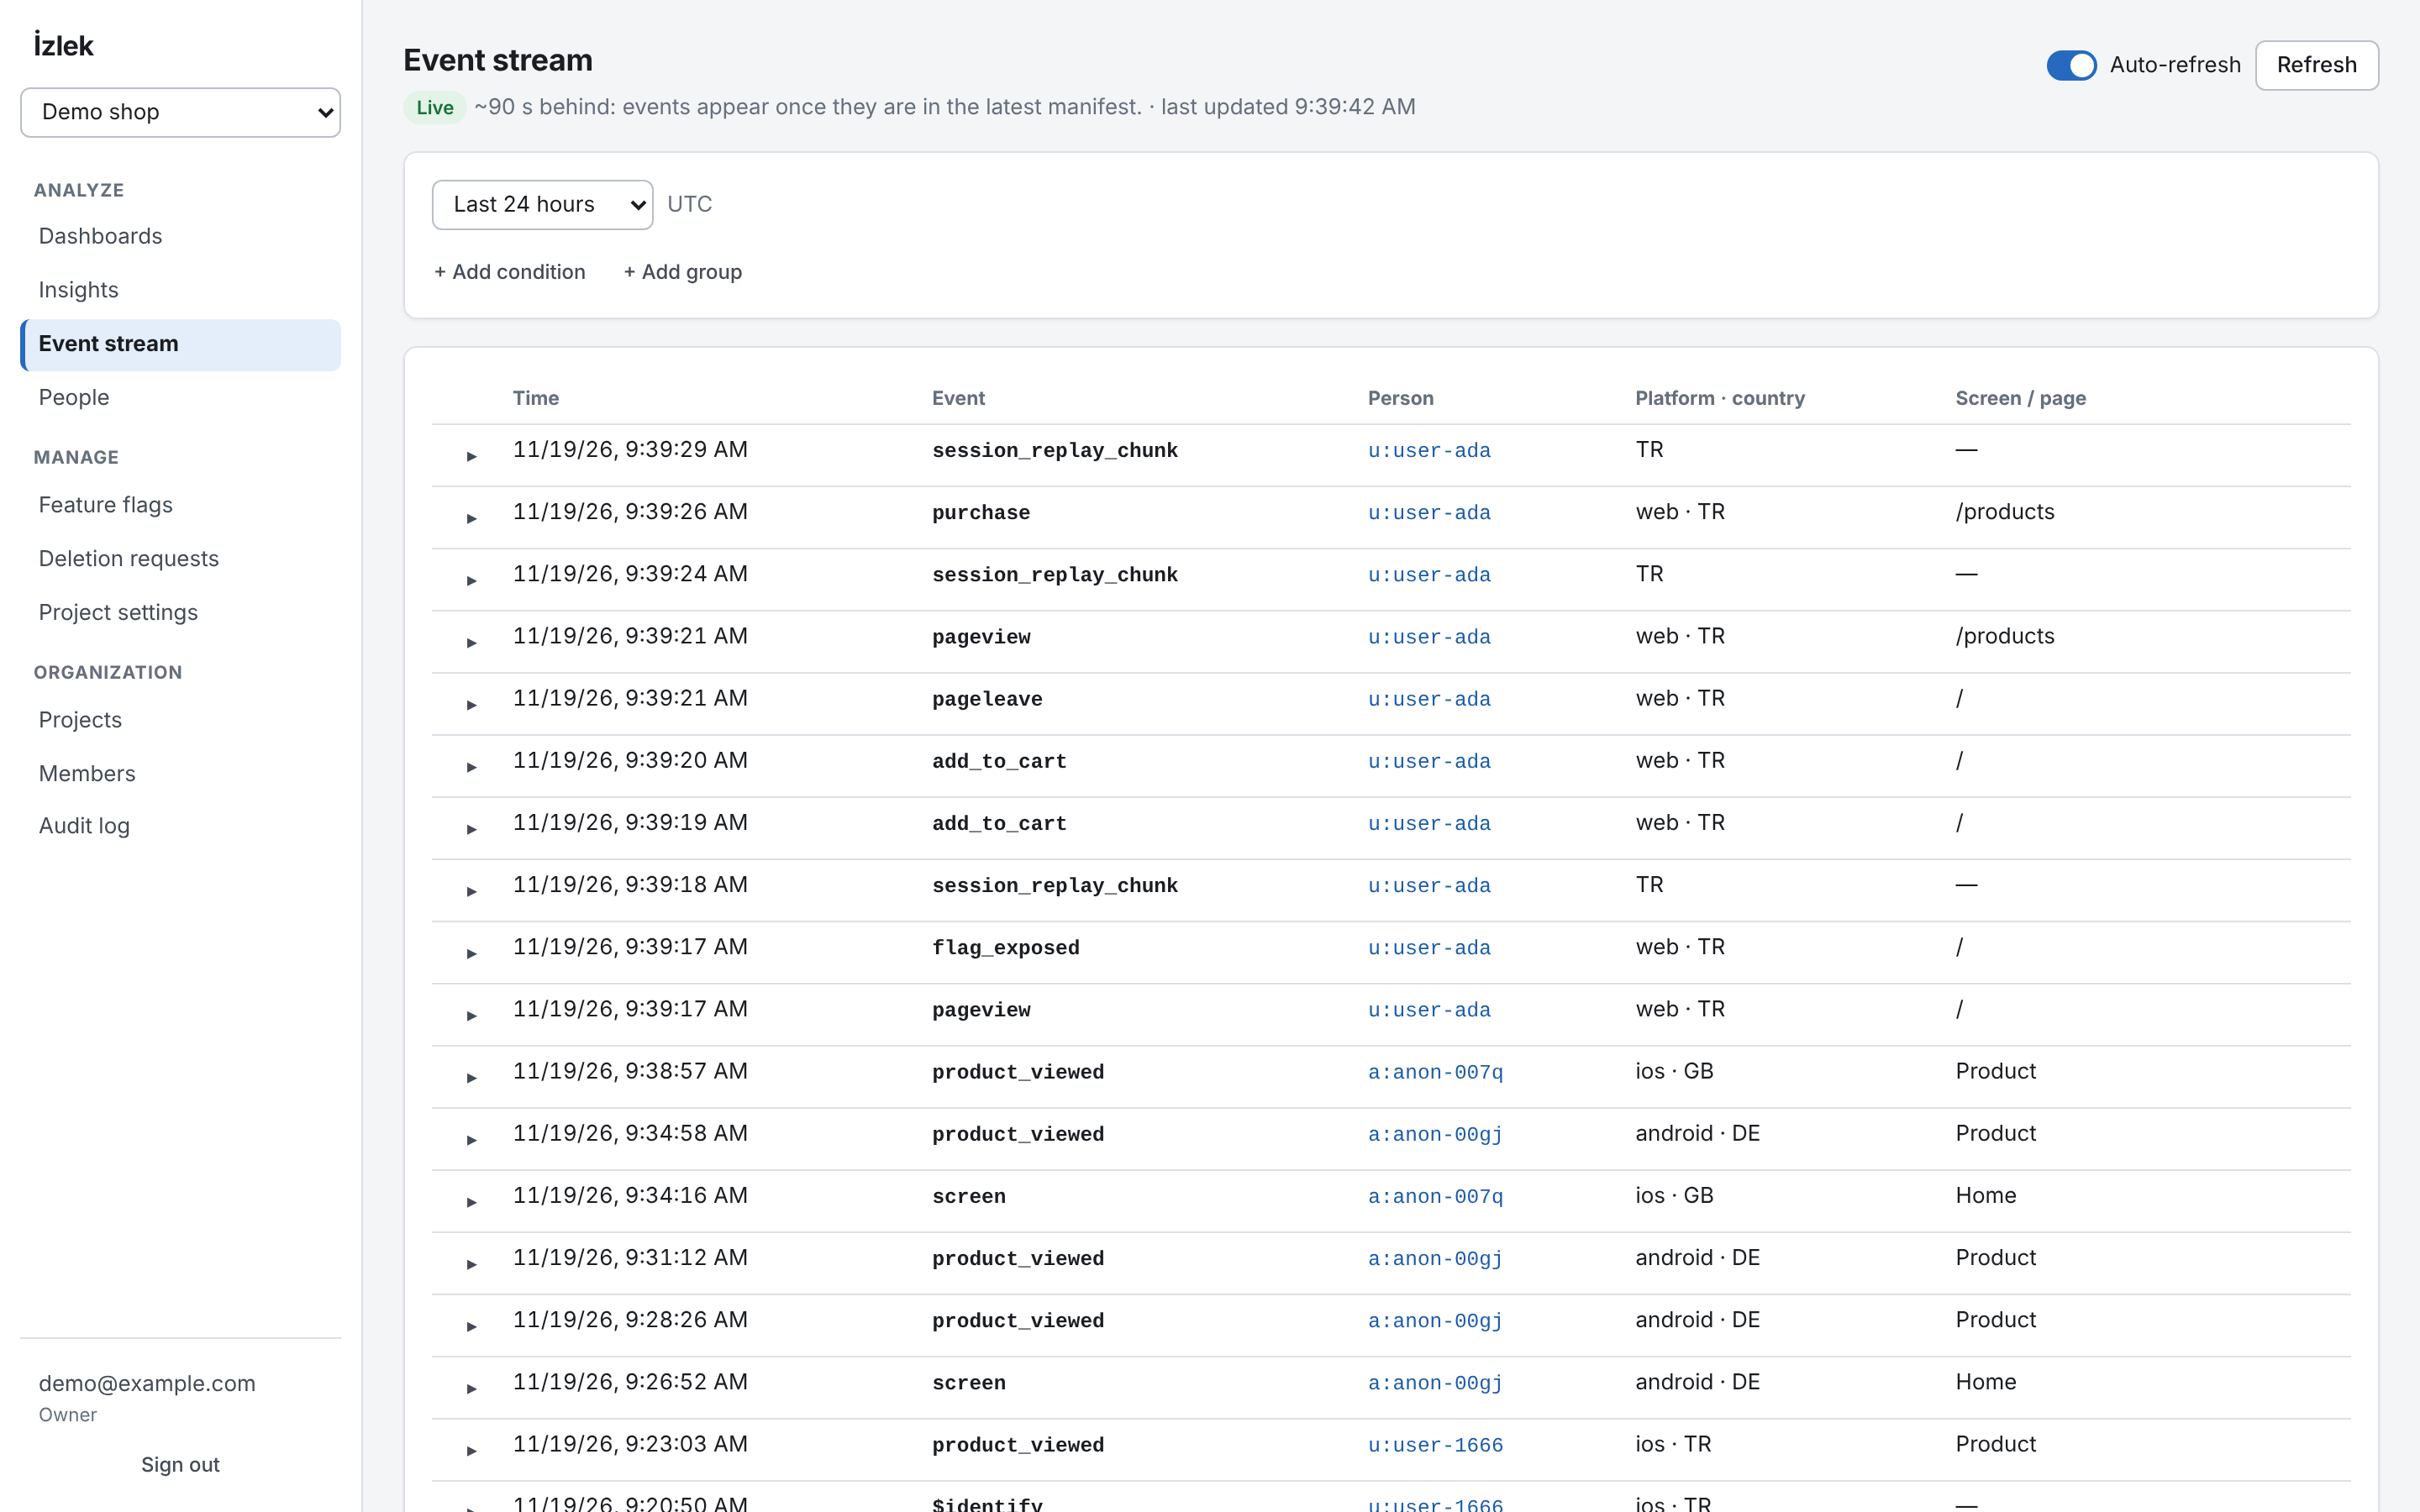 İzlek
Demo shop
ANALYZE
Dashboards
Insights
Event stream
People
MANAGE
Feature flags
Deletion requests
Project settings
ORGANIZATION
Projects
Members
Audit log
demo@example.com
Owner
Sign out
Event stream
Live ~90 s behind: events appear once they are in the latest manifest. · last updated 9:39:42 AM
Auto-refresh Refresh
Last 24 hours UTC
+ Add condition + Add group
Time Event Person Platform · country Screen / page
▶ 11/19/26, 9:39:29 AM session_replay_chunk u:user-ada TR —
▶ 11/19/26, 9:39:26 AM purchase u:user-ada web · TR /products
▶ 11/19/26, 9:39:24 AM session_replay_chunk u:user-ada TR —
▶ 11/19/26, 9:39:21 AM pageview u:user-ada web · TR /products
▶ 11/19/26, 9:39:21 AM pageleave u:user-ada web · TR /
▶ 11/19/26, 9:39:20 AM add_to_cart u:user-ada web · TR /
▶ 11/19/26, 9:39:19 AM add_to_cart u:user-ada web · TR /
▶ 11/19/26, 9:39:18 AM session_replay_chunk u:user-ada TR —
▶ 11/19/26, 9:39:17 AM flag_exposed u:user-ada web · TR /
▶ 11/19/26, 9:39:17 AM pageview u:user-ada web · TR /
▶ 11/19/26, 9:38:57 AM product_viewed a:anon-007q ios · GB Product
▶ 11/19/26, 9:34:58 AM product_viewed a:anon-00gj android · DE Product
▶ 11/19/26, 9:34:16 AM screen a:anon-007q ios · GB Home
▶ 11/19/26, 9:31:12 AM product_viewed a:anon-00gj android · DE Product
▶ 11/19/26, 9:28:26 AM product_viewed a:anon-00gj android · DE Product
▶ 11/19/26, 9:26:52 AM screen a:anon-00gj android · DE Home
▶ 11/19/26, 9:23:03 AM product_viewed u:user-1666 ios · TR Product
▶ 11/19/26, 9:20:50 AM $identify u:user-1666 ios · TR —